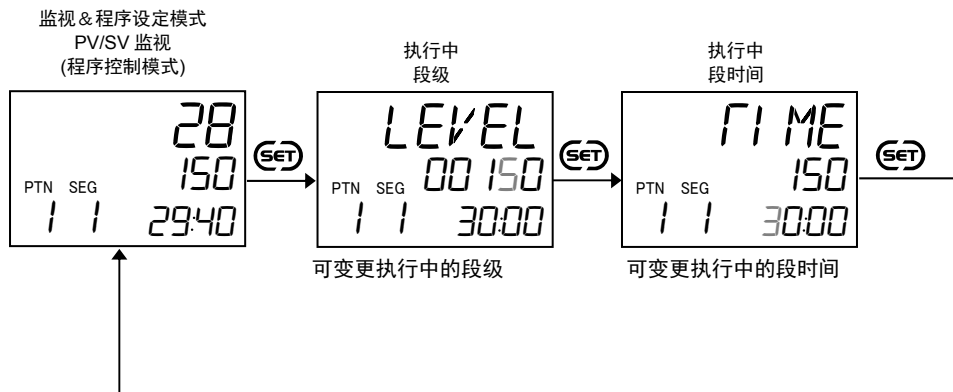 监视&程序设定模式
PV/SV 监视
(程序控制模式)
28
150
PTN SEG
1 1 29:40
SET
执行中
段级
LEVEL
PTN SEG 00150
1 1 30:00
可变更执行中的段级
SET
执行中
段时间
TIME
150
PTN SEG
1 1 30:00
可变更执行中的段时间
SET